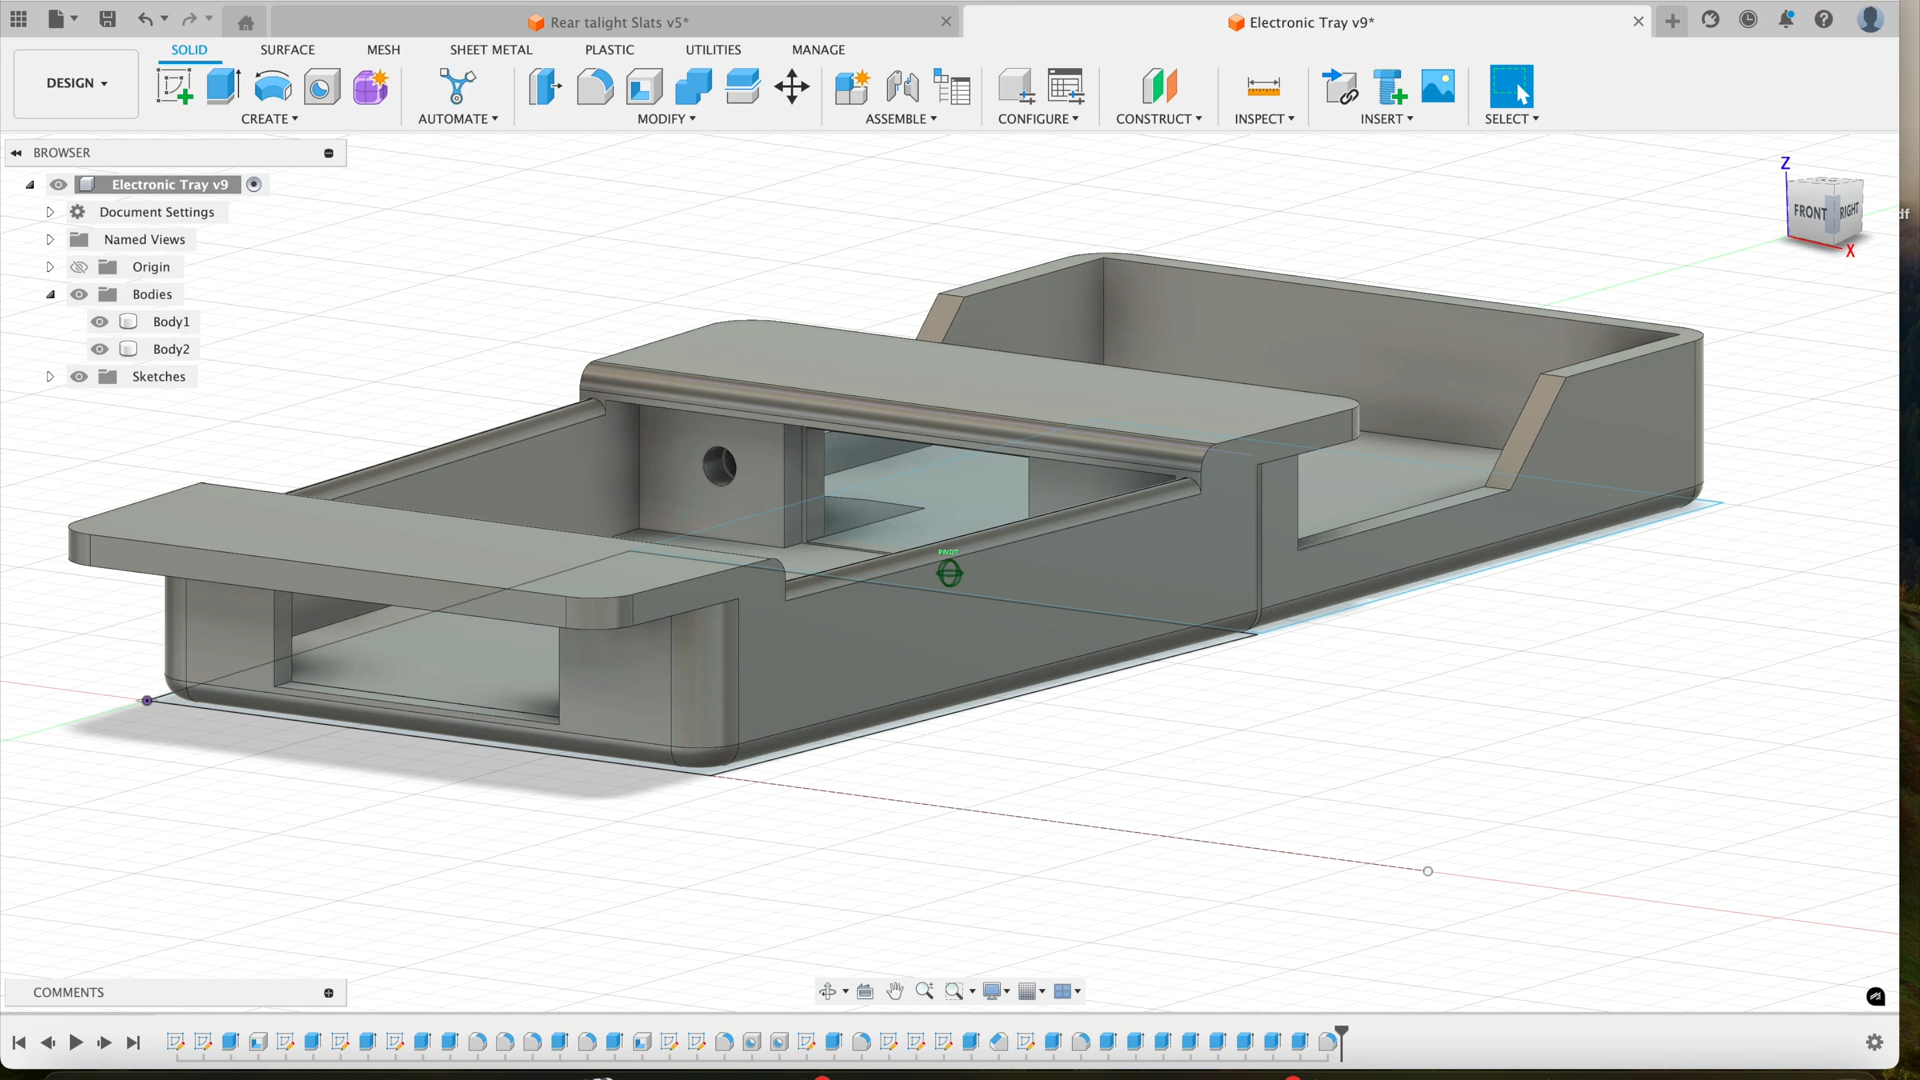 Rear talight Slats v5*
Electronic Tray v9*
SOLID
SURFACE
MESH
SHEET METAL
PLASTIC
UTILITIES
MANAGE
DESIGN
CREATE
AUTOMATE
MODIFY
ASSEMBLE
CONFIGURE
CONSTRUCT
INSPECT
INSERT
SELECT
BROWSER
Electronic Tray v9
Document Settings
Named Views
Origin
Bodies
Body1
Body2
Sketches
Z
FRONT
RIGHT
X
df
PIVOT
COMMENTS